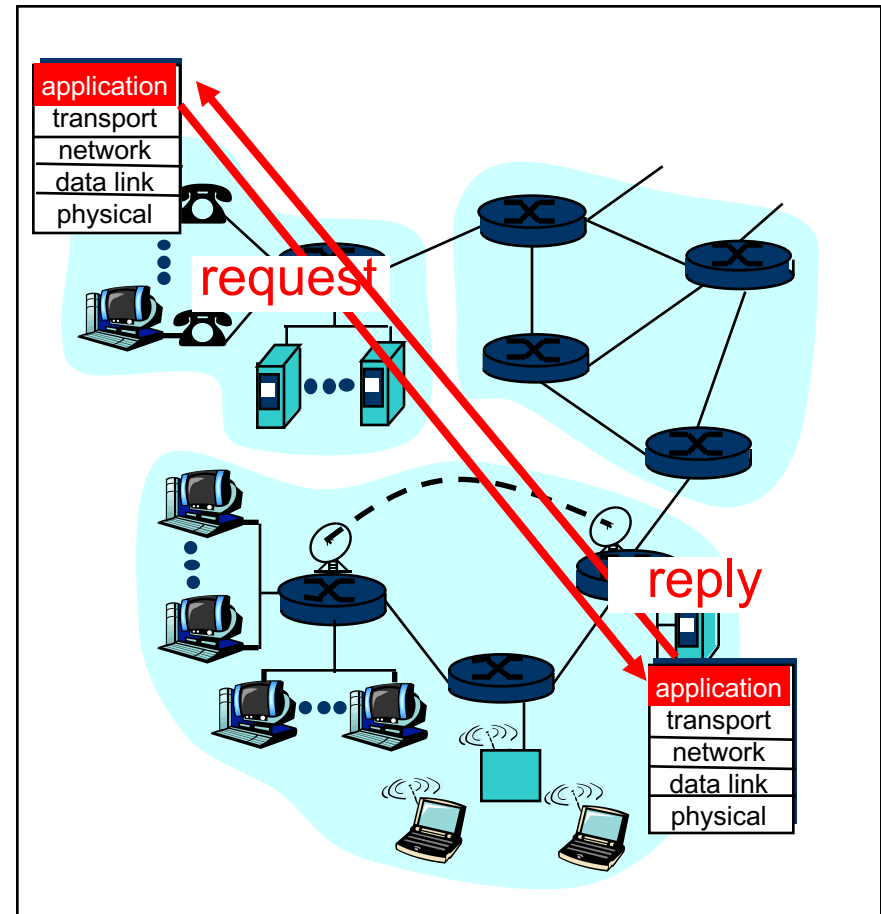 application
transport
network
data link
physical
request
reply
application
transport
network
data link
physical